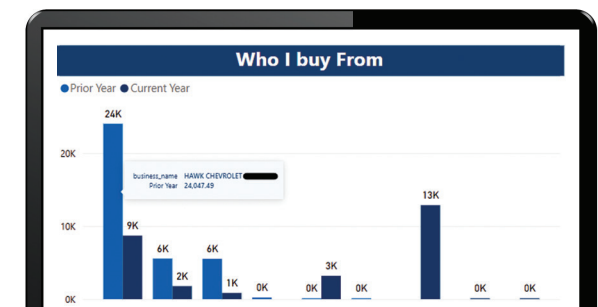 Who I buy From
Prior Year Current Year
24K
20K
business_name HAWK CHEVROLET
Prior Year 24,047.49
13K
10K
9K
6K 6K
3K
2K
1K
0K 0K 0K 0K 0K
0K